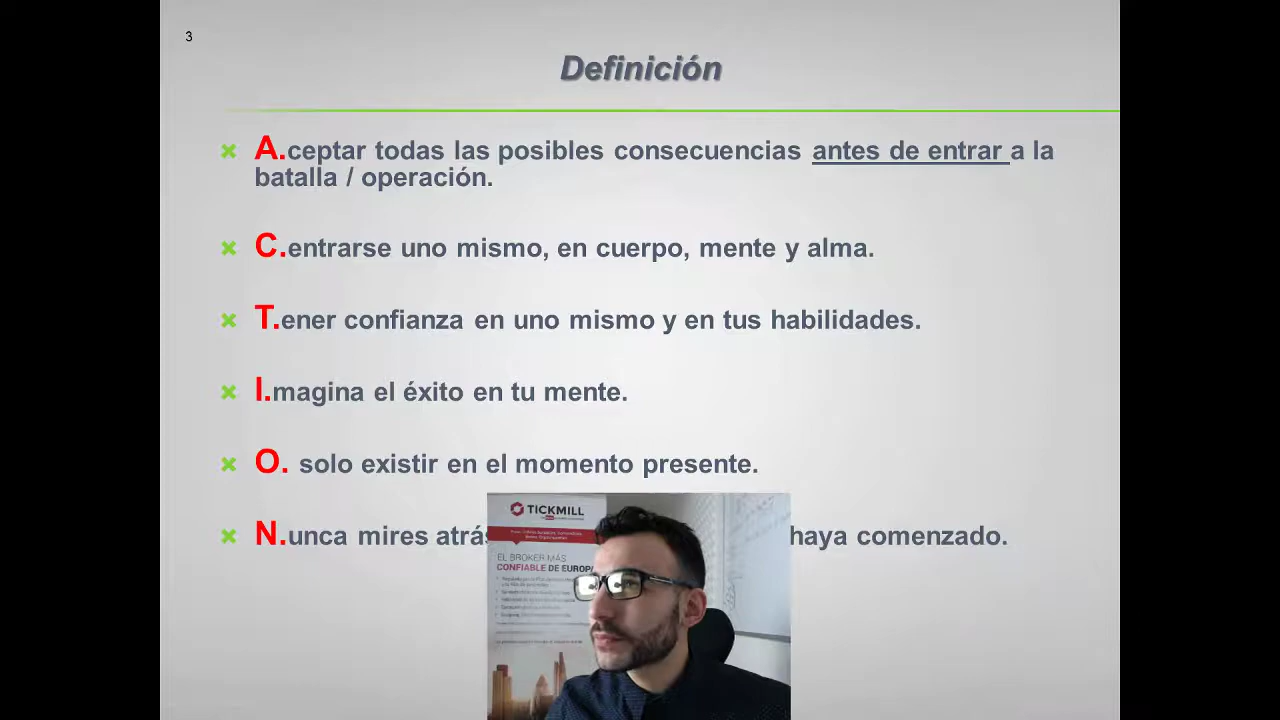 3
Definición
A.ceptar todas las posibles consecuencias antes de entrar a la
batalla / operación.
C.entrarse uno mismo, en cuerpo, mente y alma.
T.ener confianza en uno mismo y en tus habilidades.
I.magina el éxito en tu mente.
O. solo existir en el momento presente.
N.unca mires atrás haya comenzado.
TICKMILL
EL BROKER MÁS
CONFIABLE DE EUROPA